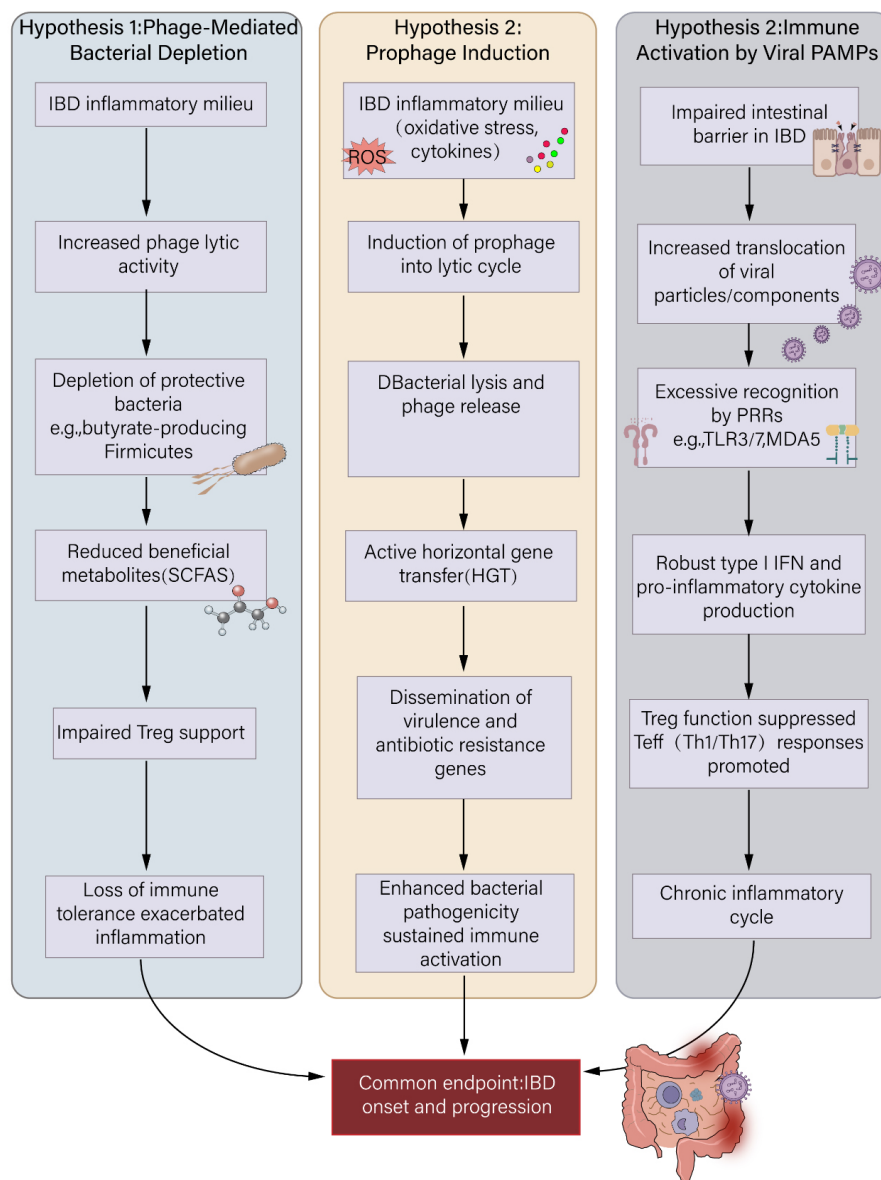 Hypothesis 1:Phage-Mediated
Bacterial Depletion
IBD inflammatory milieu
Increased phage lytic
activity
Depletion of protective
bacteria
e.g.,butyrate-producing
Firmicutes
Reduced beneficial
metabolites(SCFAS)
Impaired Treg support
Loss of immune
tolerance exacerbated
inflammation
Hypothesis 2:
Prophage Induction
IBD inflammatory milieu
(oxidative stress,
cytokines)
ROS
Induction of prophage
into lytic cycle
DBacterial lysis and
phage release
Active horizontal gene
transfer(HGT)
Dissemination of
virulence and
antibiotic resistance
genes
Enhanced bacterial
pathogenicity
sustained immune
activation
Hypothesis 2:Immune
Activation by Viral PAMPs
Impaired intestinal
barrier in IBD
Increased translocation
of viral
particles/components
Excessive recognition
by PRRs
e.g.,TLR3/7,MDA5
Robust type I IFN and
pro-inflammatory cytokine
production
Treg function suppressed
Teff (Th1/Th17) responses
promoted
Chronic inflammatory
cycle
Common endpoint:IBD
onset and progression